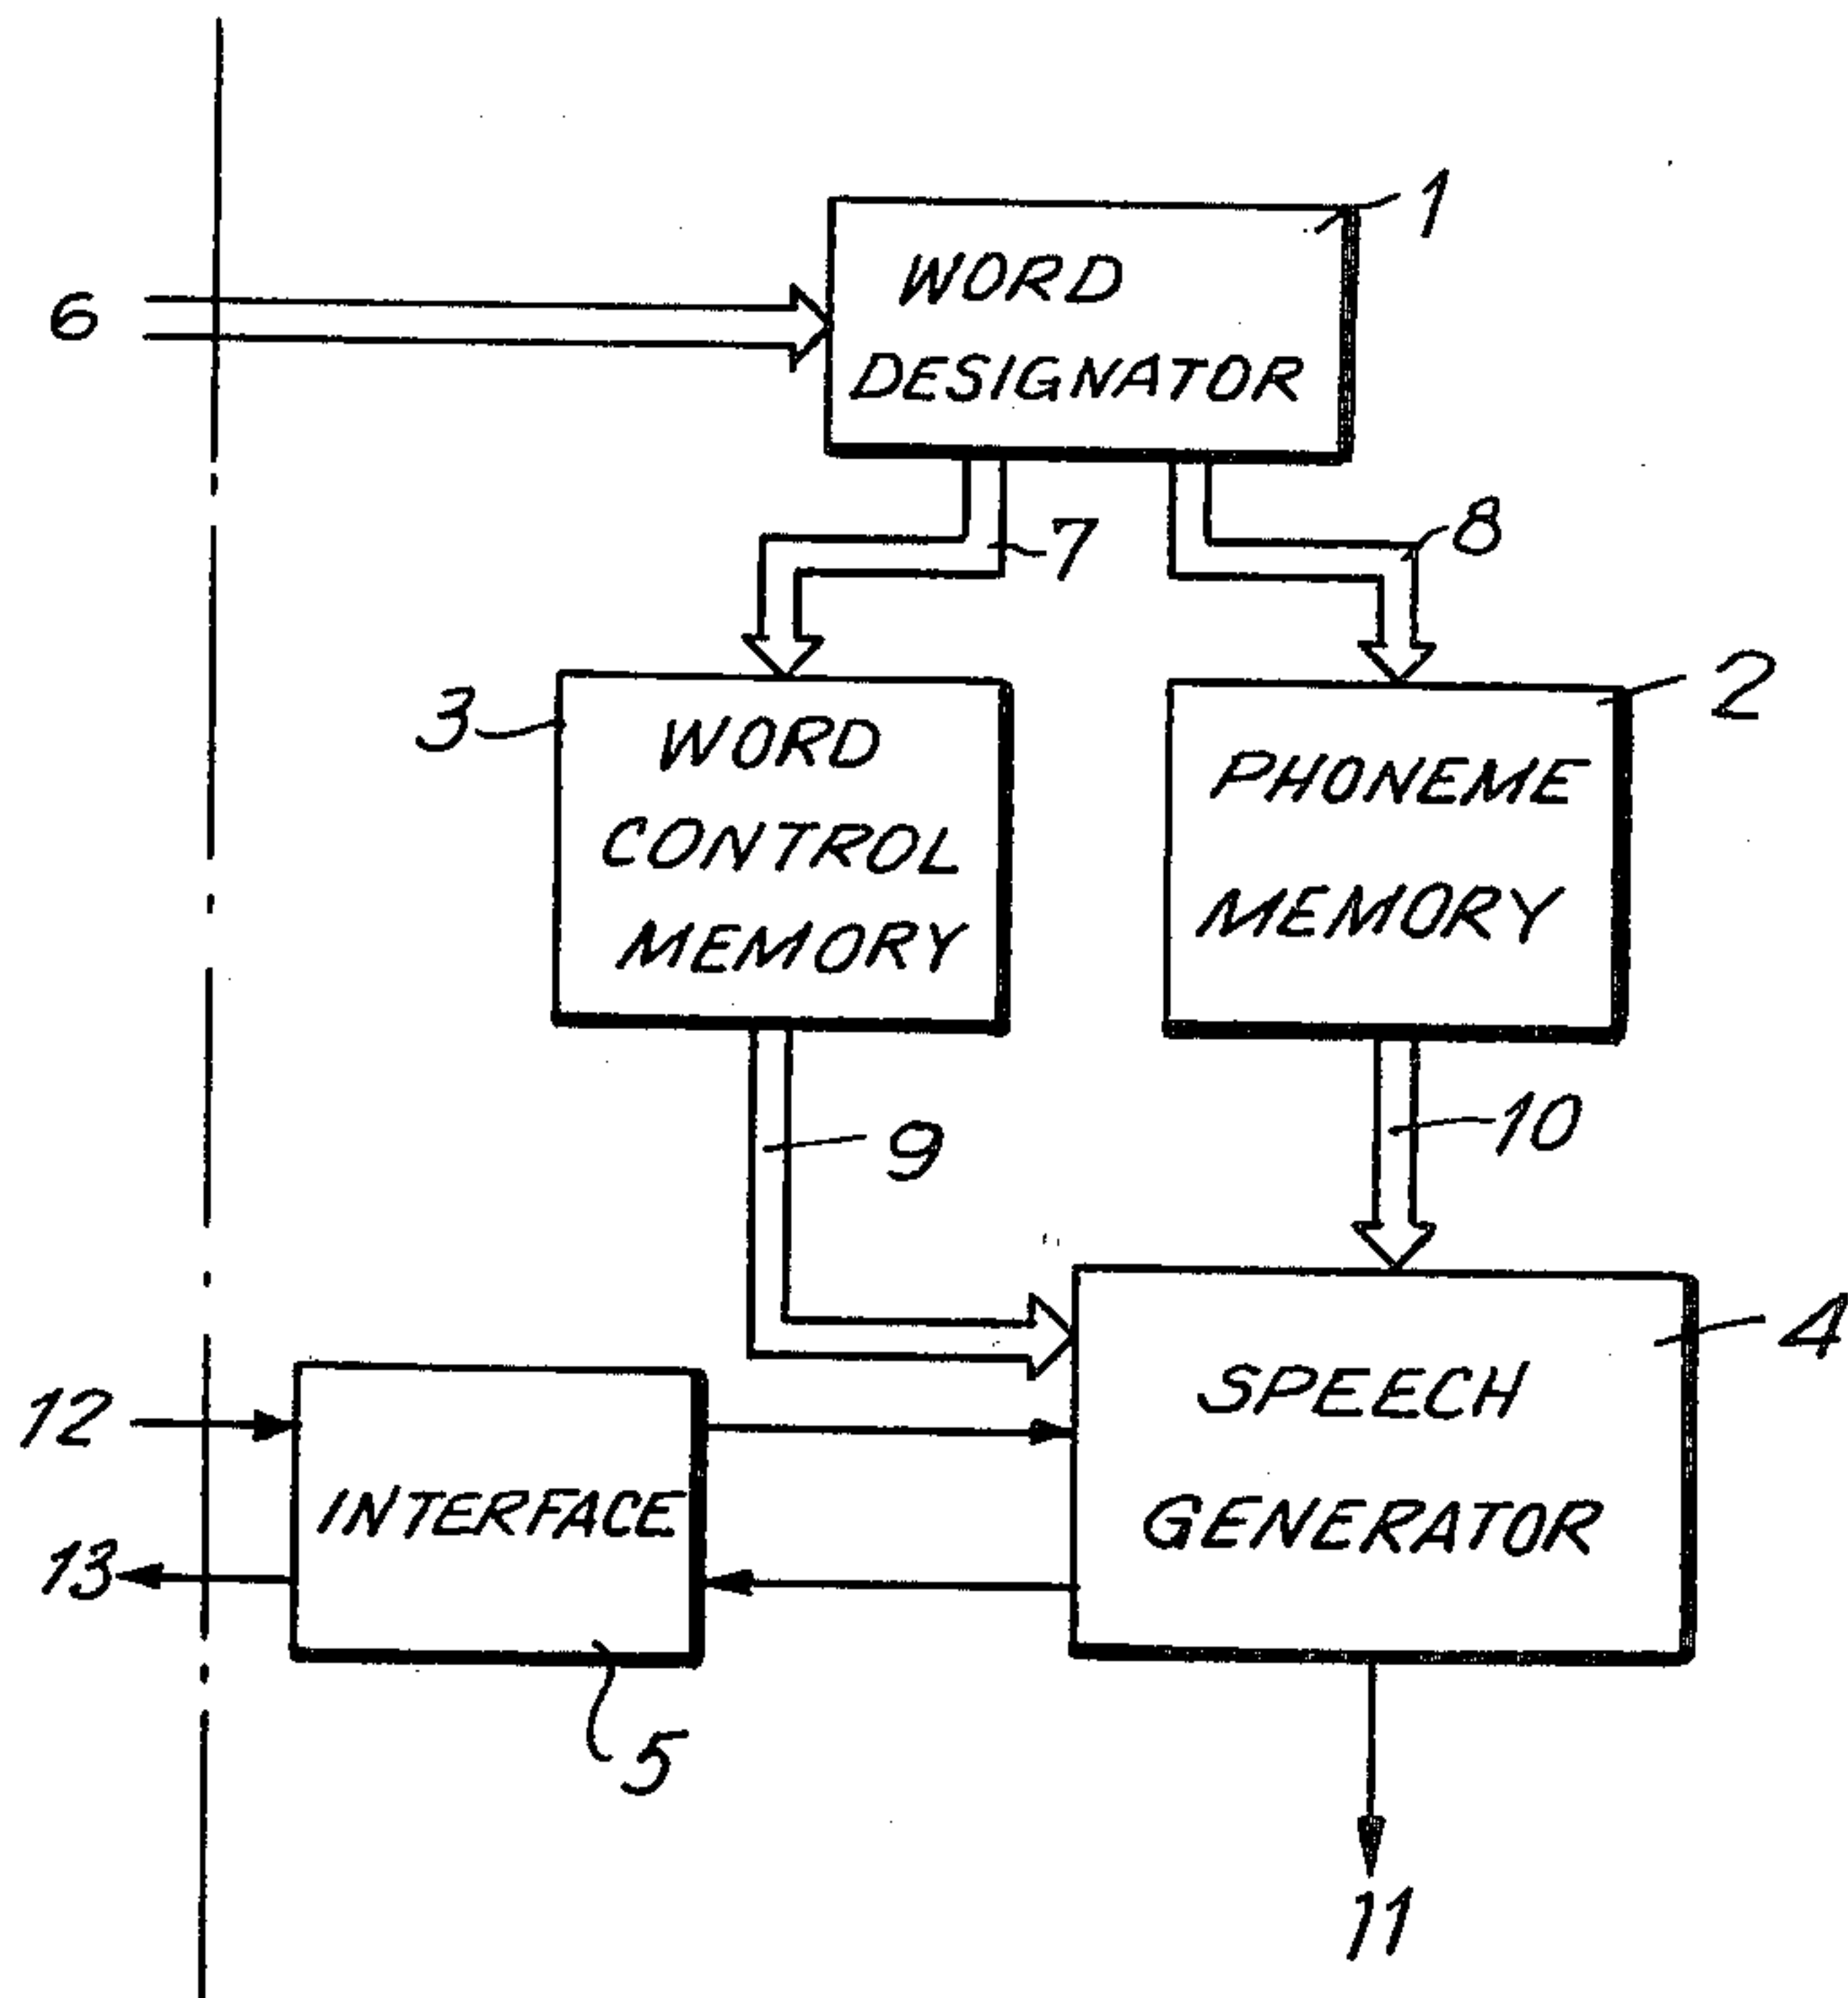 1
WORD
DESIGNATOR
6
7
8
3
WORD
CONTROL
MEMORY
2
PHONEME
MEMORY
9
10
4
SPEECH
GENERATOR
12
INTERFACE
13
5
11